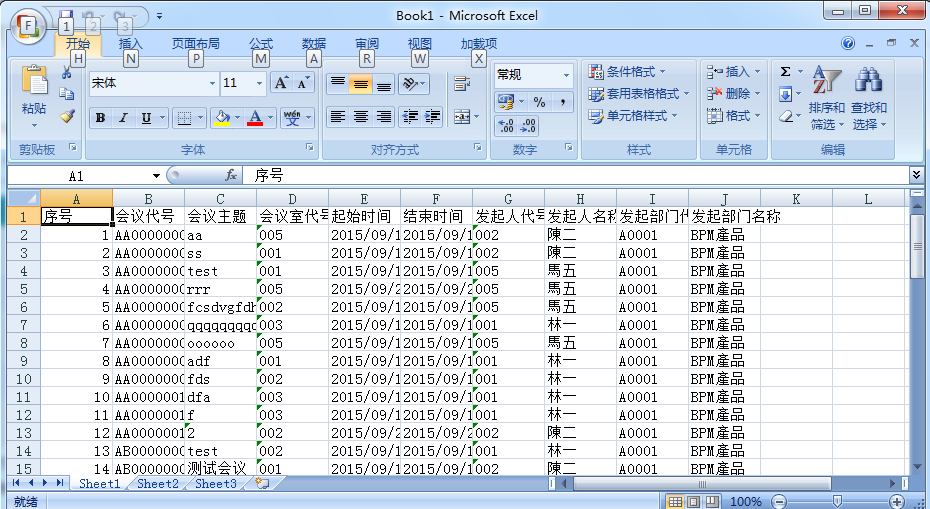 Book1 - Microsoft Excel
F 1 2 3
开始 插入 页面布局 公式 数据 审阅 视图 加载项
H N P M A R W X
宋体 11 A A 常规 条件格式 插入 Σ
粘贴 套用表格格式 删除 排序和 查找和
B I U A wén 文 % , 单元格样式 格式 筛选 选择
剪贴板 字体 对齐方式 数字 样式 单元格 编辑
A1 fx 序号
A B C D E F G H I J K L
1 序号 会议代号 会议主题 会议室代号 起始时间 结束时间 发起人代号 发起人名称 发起部门代 发起部门名称
2 1 AA0000000 aa 005 2015/09/1 2015/09/1 002 陳二 A0001 BPM產品
3 2 AA0000000 ss 001 2015/09/1 2015/09/1 002 陳二 A0001 BPM產品
4 3 AA0000000 test 001 2015/09/1 2015/09/1 005 馬五 A0001 BPM產品
5 4 AA0000000 rrr 005 2015/09/2 2015/09/2 005 馬五 A0001 BPM產品
6 5 AA0000000 fcsdvgfdh 002 2015/09/1 2015/09/1 005 馬五 A0001 BPM產品
7 6 AA0000000 qqqqqqqqq 003 2015/09/1 2015/09/1 001 林一 A0001 BPM產品
8 7 AA0000000 oooooo 005 2015/09/1 2015/09/1 005 馬五 A0001 BPM產品
9 8 AA0000000 adf 001 2015/09/1 2015/09/1 001 林一 A0001 BPM產品
10 9 AA0000000 fds 002 2015/09/1 2015/09/1 001 林一 A0001 BPM產品
11 10 AA0000001 dfa 003 2015/09/1 2015/09/1 001 林一 A0001 BPM產品
12 11 AA0000001 f 003 2015/09/1 2015/09/1 001 林一 A0001 BPM產品
13 12 AA0000001 2 002 2015/09/2 2015/09/2 002 陳二 A0001 BPM產品
14 13 AB0000000 test 002 2015/09/1 2015/09/1 001 林一 A0001 BPM產品
15 14 AB0000000 测试会议 001 2015/09/1 2015/09/1 002 陳二 A0001 BPM產品
Sheet1 Sheet2 Sheet3
就绪 100%